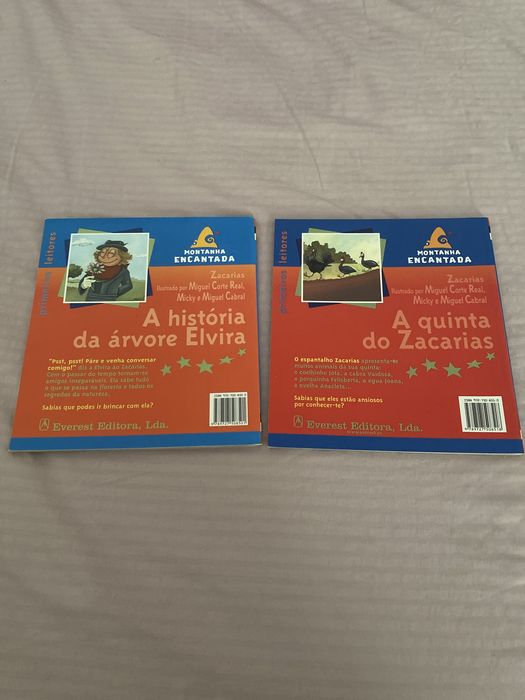 primeiros leitores
MONTANHA
ENCANTADA
Zacarias
Ilustrado por Miguel Corte Real,
Micky e Miguel Cabral
A história
da árvore Elvira
"Psst, psst! Páre e venha conversar
comigo!" diz a Elvira ao Zacarias.
Com o passar do tempo tornam-se
amigos inseparáveis. Ela sabe tudo
o que se passa na floresta e todos os
segredos da natureza.
Sabias que podes ir brincar com ela?
Everest Editora, Lda.
primeiros leitores
MONTANHA
ENCANTADA
Zacarias
Ilustrado por Miguel Corte Real,
Micky e Miguel Cabral
A quinta
do Zacarias
O espantalho Zacarias apresenta-te
muitos animais da sua quinta:
o coelhinho Jota, a cabra Vaidosa,
a porquinha Felisberta, a égua Joana,
a ovelha Anacleta...
Sabias que eles estão ansiosos
por conhecer-te?
Everest Editora, Lda.